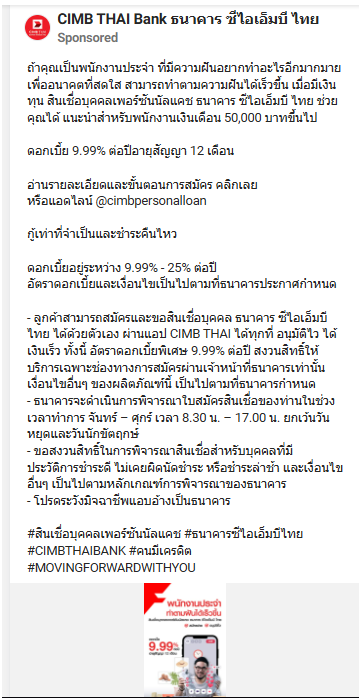 CIMB THAI Bank ธนาคาร ซีไอเอ็มบี ไทย
Sponsored
ถ้าคุณเป็นพนักงานประจำ ที่มีความฝันอยากทำอะไรอีกมากมาย
เพื่ออนาคตที่สดใส สามารถทำตามความฝันได้เร็วขึ้น เมื่อมีเงิน
ทุน สินเชื่อบุคคลเพอร์ซันนัลแคช ธนาคาร ซีไอเอ็มบี ไทย ช่วย
คุณได้ แนะนำสำหรับพนักงานเงินเดือน 50,000 บาทขึ้นไป
ดอกเบี้ย 9.99% ต่อปีอายุสัญญา 12 เดือน
อ่านรายละเอียดและขั้นตอนการสมัคร คลิกเลย
หรือแอดไลน์ @cimbpersonalloan
กู้เท่าที่จำเป็นและชำระคืนไหว
ดอกเบี้ยอยู่ระหว่าง 9.99% - 25% ต่อปี
อัตราดอกเบี้ยและเงื่อนไขเป็นไปตามที่ธนาคารประกาศกำหนด
- ลูกค้าสามารถสมัครและขอสินเชื่อบุคคล ธนาคาร ซีไอเอ็มบี
ไทย ได้ด้วยตัวเอง ผ่านแอป CIMB THAI ได้ทุกที่ อนุมัติไว ได้
เงินเร็ว ทั้งนี้ อัตราดอกเบี้ยพิเศษ 9.99% ต่อปี สงวนสิทธิ์ให้
บริการเฉพาะช่องทางการสมัครผ่านเจ้าหน้าที่ธนาคารเท่านั้น
เงื่อนไขอื่นๆ ของผลิตภัณฑ์นี้ เป็นไปตามที่ธนาคารกำหนด
- ธนาคารจะดำเนินการพิจารณาใบสมัครสินเชื่อของท่านในช่วง
เวลาทำการ จันทร์ – ศุกร์ เวลา 8.30 น. – 17.00 น. ยกเว้นวัน
หยุดและวันนักขัตฤกษ์
- ขอสงวนสิทธิ์ในการพิจารณาสินเชื่อสำหรับบุคคลที่มี
ประวัติการชำระดี ไม่เคยผิดนัดชำระ หรือชำระล่าช้า และเงื่อนไข
อื่นๆ เป็นไปตามหลักเกณฑ์การพิจารณาของธนาคาร
- โปรดระวังมิจฉาชีพแอบอ้างเป็นธนาคาร
#สินเชื่อบุคคลเพอร์ซันนัลแคช #ธนาคารซีไอเอ็มบีไทย
#CIMBTHAIBANK #คนมีเครดิต
#MOVINGFORWARDWITHYOU
พนักงานประจำ
ทำตามฝันได้เร็วขึ้น
9.99%